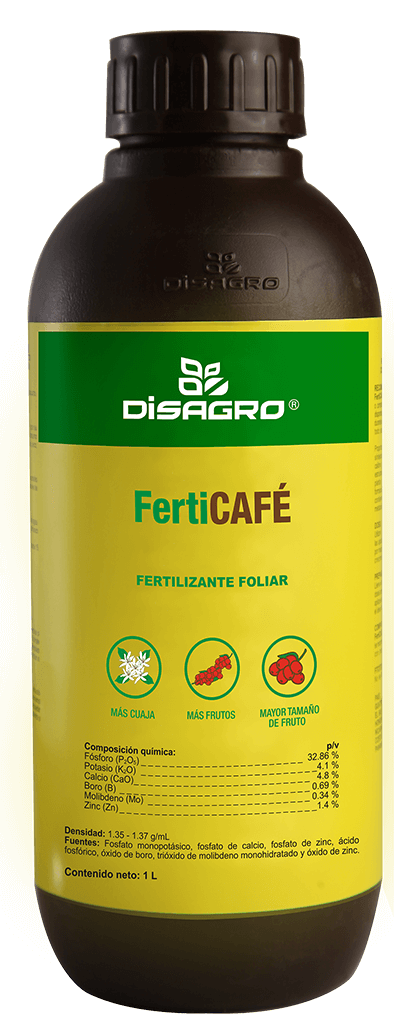 DISAGRO
DISAGRO®
FertiCAFÉ
FERTILIZANTE FOLIAR
MÁS CUAJA
MÁS FRUTOS
MAYOR TAMAÑO
DE FRUTO
Composición química: p/v
Fósforo (P₂O₅) 32.86 %
Potasio (K₂O) 4.1 %
Calcio (CaO) 4.8 %
Boro (B) 0.69 %
Molibdeno (Mo) 0.34 %
Zinc (Zn) 1.4 %
Densidad: 1.35 - 1.37 g/mL
Fuentes: Fosfato monopotásico, fosfato de calcio, fosfato de zinc, ácido
fosfórico, óxido de boro, trióxido de molibdeno monohidratado y óxido de zinc.
Contenido neto: 1 L